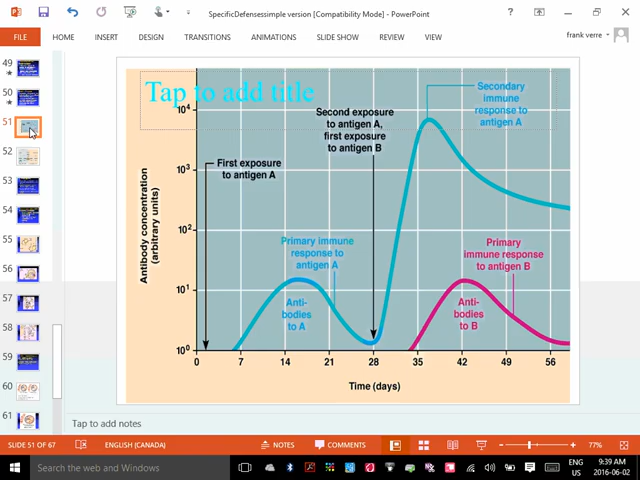 SpecificDefensessimple version [Compatibility Mode] - PowerPoint
FILE HOME INSERT DESIGN TRANSITIONS ANIMATIONS SLIDE SHOW REVIEW VIEW
frank verre
49
50
51
52
53
54
55
56
57
58
59
60
61
Tap to add title
Antibody concentration
(arbitrary units)
10⁴
10³
10²
10¹
10⁰
First exposure
to antigen A
Second exposure
to antigen A,
first exposure
to antigen B
Secondary
immune
response to
antigen A
Primary immune
response to
antigen A
Anti-
bodies
to A
Primary
immune response
to antigen B
Anti-
bodies
to B
0 7 14 21 28 35 42 49 56
Time (days)
Tap to add notes
SLIDE 51 OF 67 ENGLISH (CANADA) NOTES COMMENTS 77%
Search the web and Windows
ENG 9:39 AM
US 2016-06-02